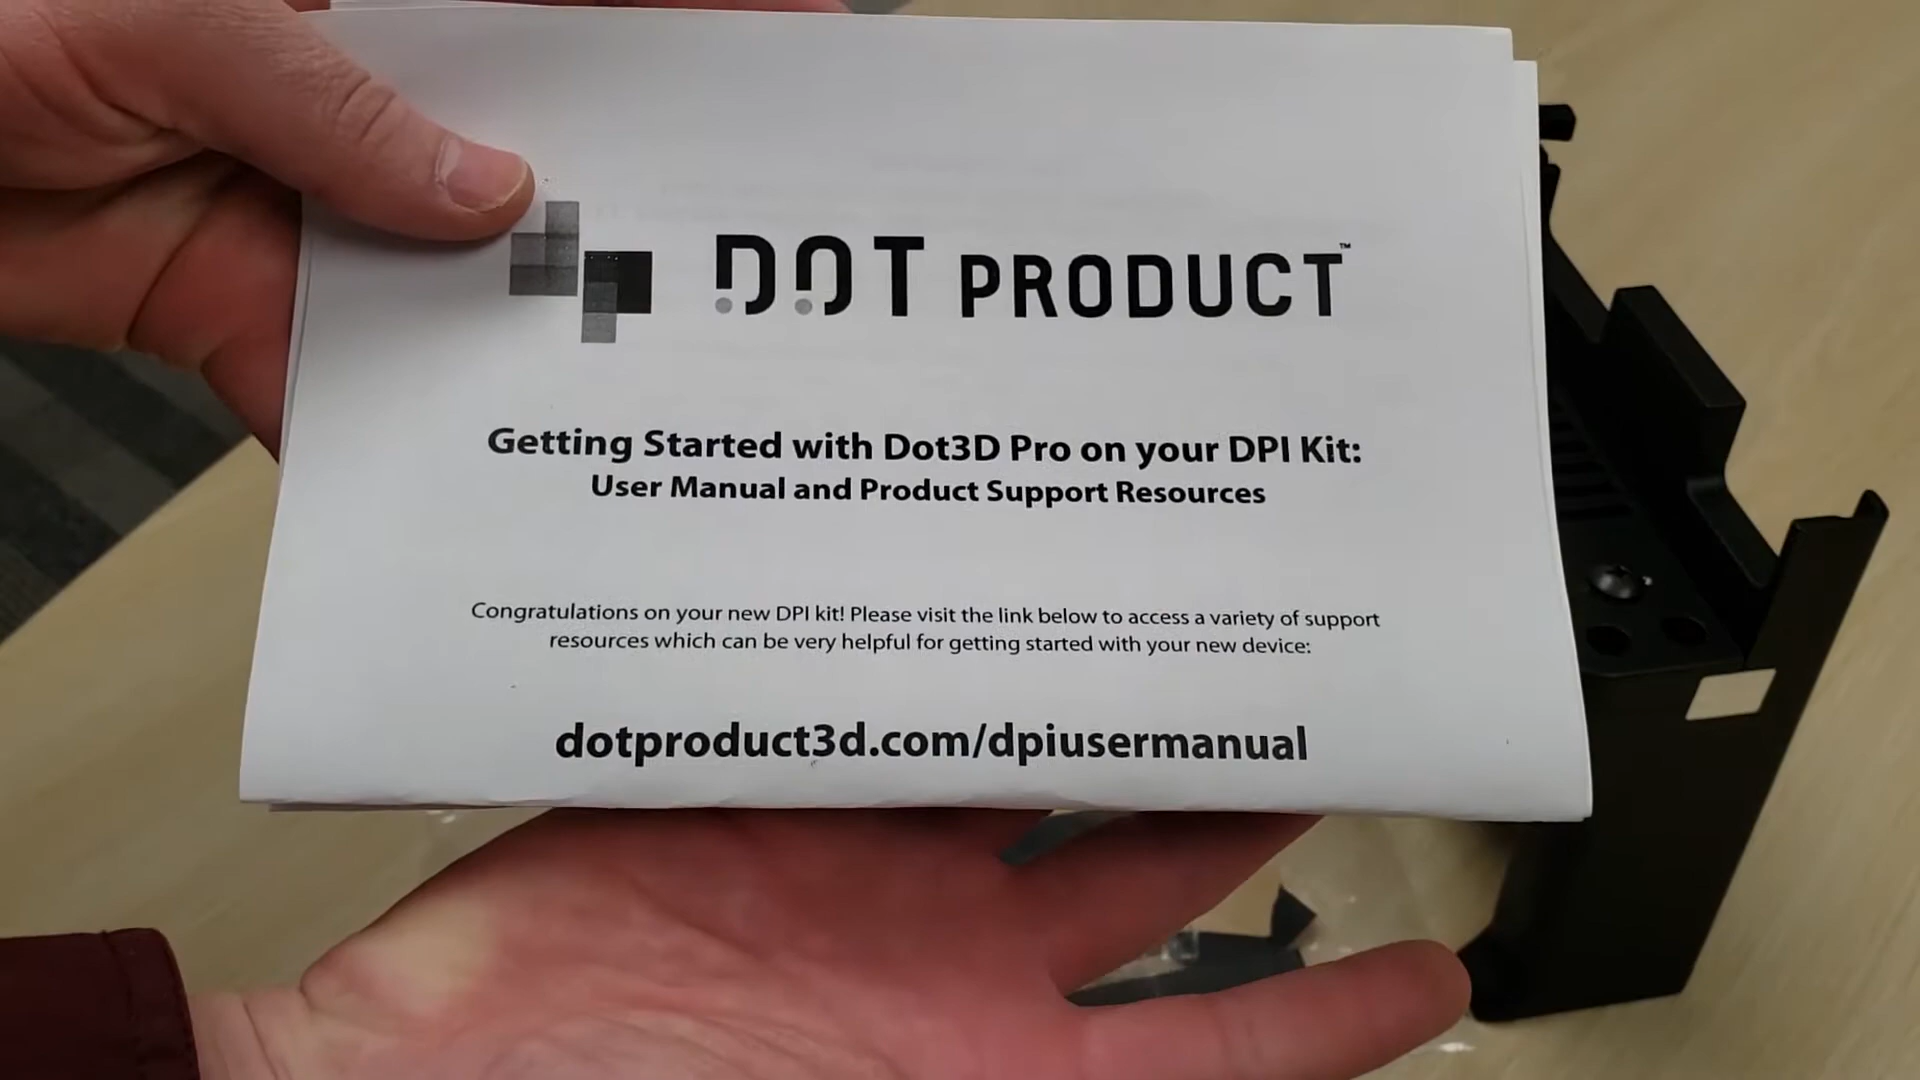 DOT PRODUCT™
Getting Started with Dot3D Pro on your DPI Kit:
User Manual and Product Support Resources
Congratulations on your new DPI kit! Please visit the link below to access a variety of support
resources which can be very helpful for getting started with your new device:
dotproduct3d.com/dpiusermanual